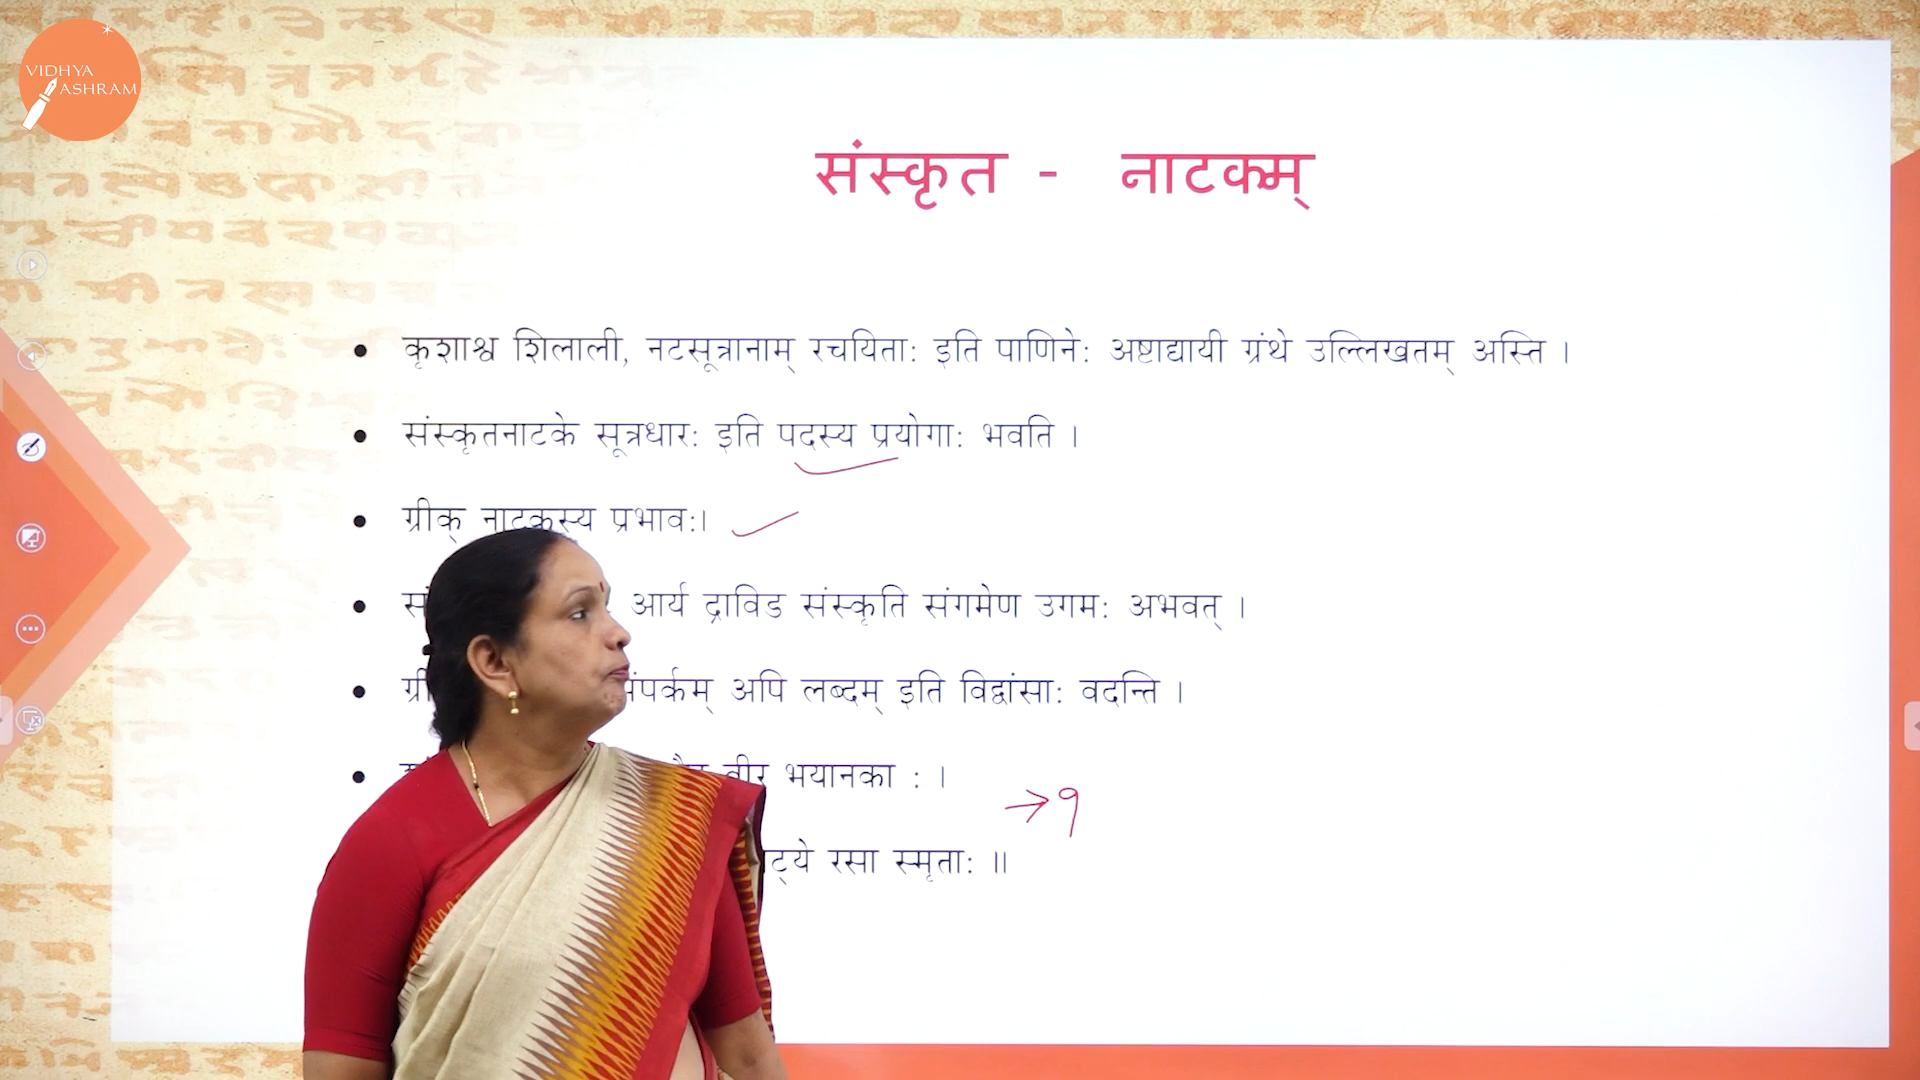 VIDHYA
ASHRAM
संस्कृत - नाटकम्
• कृशाश्व शिलाली, नटसूत्रानाम् रचयिताः इति पाणिनेः अष्टाद्यायी ग्रंथे उल्लिखतम् अस्ति ।
• संस्कृतनाटके सूत्रधारः इति पदस्य प्रयोगाः भवति ।
• ग्रीक् नाटकस्य प्रभावः।
• आर्य द्राविड संस्कृति संगमेण उगमः अभवत् ।
• संपर्कम् अपि लब्दम् इति विद्वांसाः वदन्ति ।
• वीर भयानका : ।
→ १
रसा स्मृताः ॥